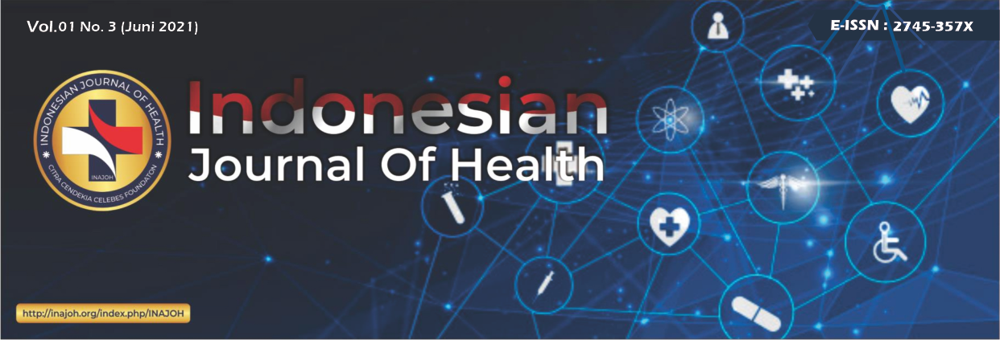 Vol.01 No. 3 (Juni 2021)
E-ISSN : 2745-357X
INDONESIAN JOURNAL OF HEALTH
INAJOH
CITRA CENDEKIA CELEBES FOUNDATON
Indonesian
Journal Of Health
http://inajoh.org/index.php/INAJOH